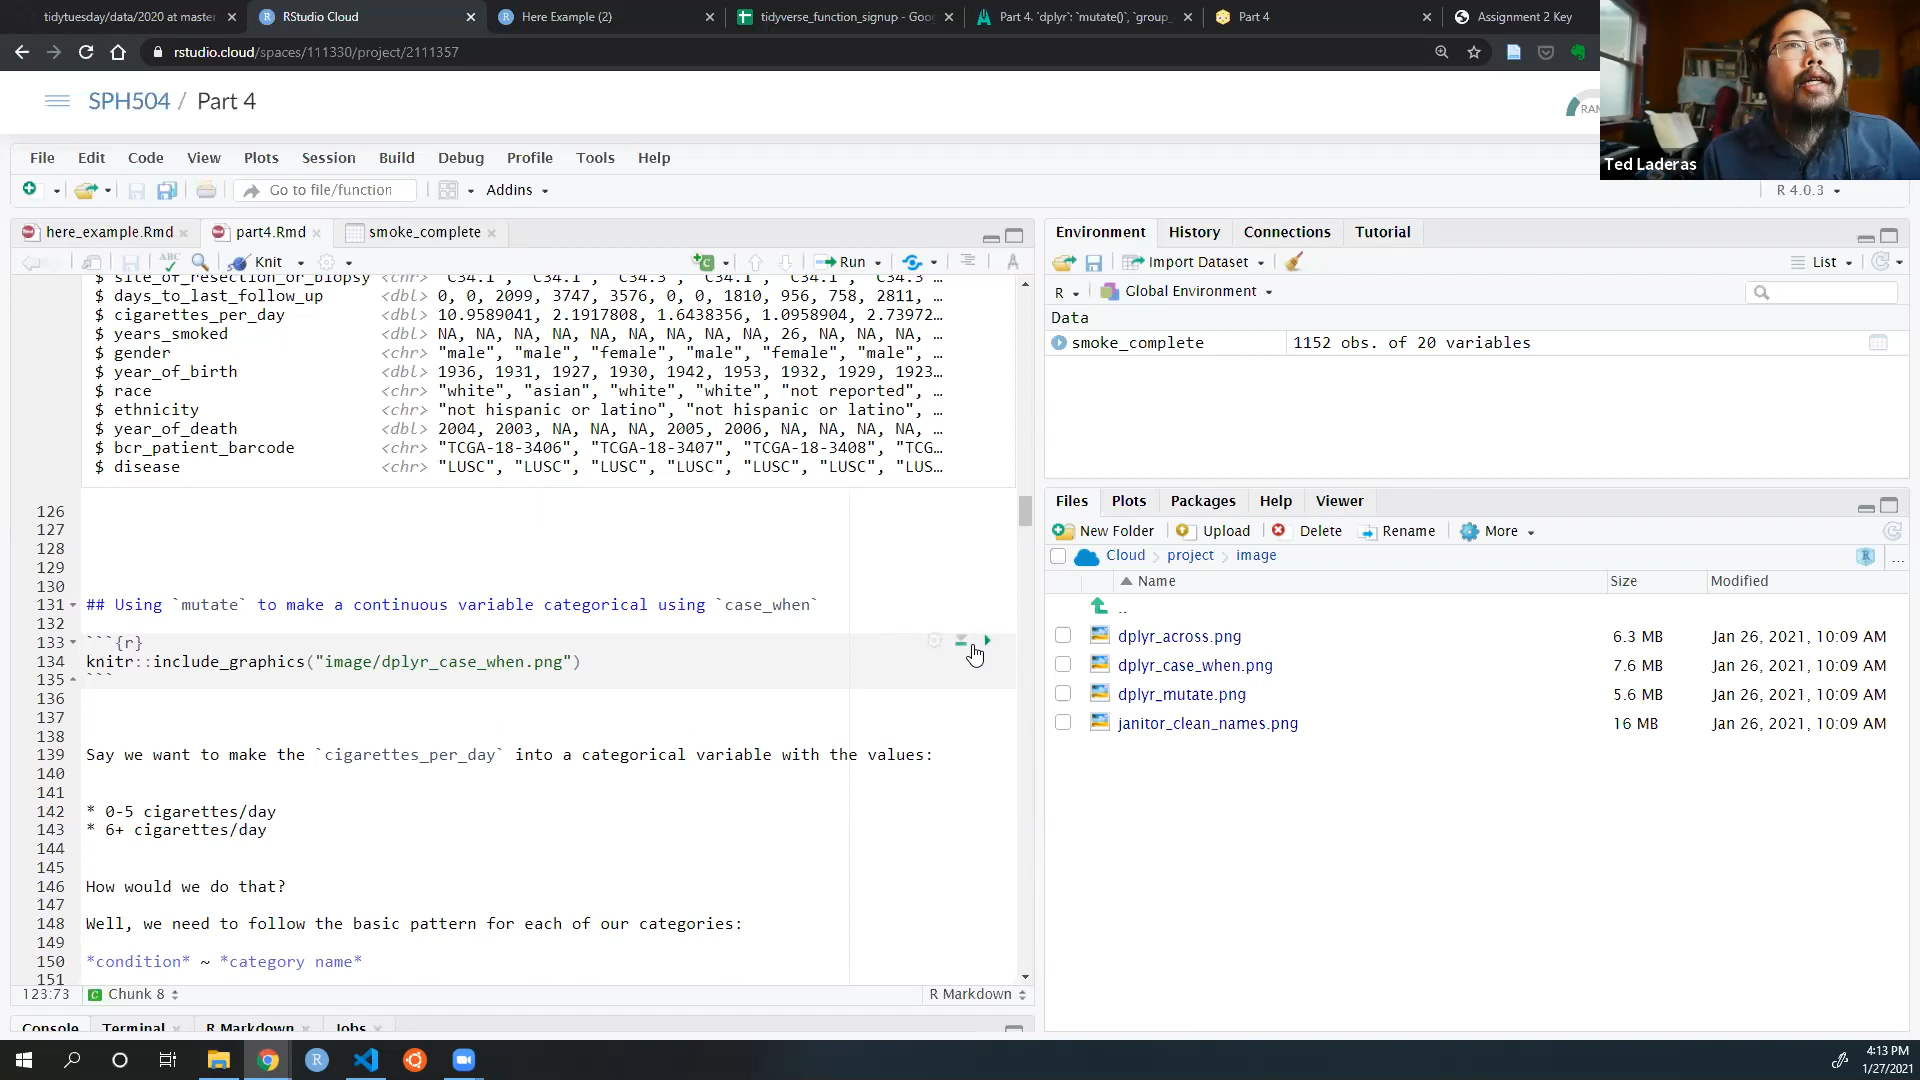 tidytuesday/data/2020 at master
RStudio Cloud
Here Example (2)
tidyverse_function_signup - Goo
Part 4. `dplyr`: `mutate()`, `group_
Part 4
Assignment 2 Key
rstudio.cloud/spaces/111330/project/2111357
SPH504 / Part 4
RAM
Ted Laderas
File Edit Code View Plots Session Build Debug Profile Tools Help
Go to file/function
Addins
R 4.0.3
here_example.Rmd
part4.Rmd
smoke_complete
Knit
Run
$ site_of_resection_or_biopsy <chr> "C34.1", "C34.1", "C34.3", "C34.1", "C34.1", "C34.3"…
$ days_to_last_follow_up <dbl> 0, 0, 2099, 3747, 3576, 0, 0, 1810, 956, 758, 2811, …
$ cigarettes_per_day <dbl> 10.9589041, 2.1917808, 1.6438356, 1.0958904, 2.73972…
$ years_smoked <dbl> NA, NA, NA, NA, NA, NA, NA, NA, 26, NA, NA, NA, …
$ gender <chr> "male", "male", "female", "male", "female", "male", …
$ year_of_birth <dbl> 1936, 1931, 1927, 1930, 1942, 1953, 1932, 1929, 1923…
$ race <chr> "white", "asian", "white", "white", "not reported", …
$ ethnicity <chr> "not hispanic or latino", "not hispanic or latino", …
$ year_of_death <dbl> 2004, 2003, NA, NA, NA, 2005, 2006, NA, NA, NA, NA, …
$ bcr_patient_barcode <chr> "TCGA-18-3406", "TCGA-18-3407", "TCGA-18-3408", "TCG…
$ disease <chr> "LUSC", "LUSC", "LUSC", "LUSC", "LUSC", "LUSC", "LUS…
126
127
128
129
130
131 ## Using `mutate` to make a continuous variable categorical using `case_when`
132
133 ```{r}
134 knitr::include_graphics("image/dplyr_case_when.png")
135 ```
136
137
138
139 Say we want to make the `cigarettes_per_day` into a categorical variable with the values:
140
141
142 * 0-5 cigarettes/day
143 * 6+ cigarettes/day
144
145
146 How would we do that?
147
148 Well, we need to follow the basic pattern for each of our categories:
149
150 *condition* ~ *category name*
151
123:73
Chunk 8
R Markdown
Console Terminal R Markdown Jobs
Environment History Connections Tutorial
Import Dataset
List
R
Global Environment
Data
smoke_complete 1152 obs. of 20 variables
Files Plots Packages Help Viewer
New Folder Upload Delete Rename More
Cloud project image
...
Name Size Modified
..
dplyr_across.png 6.3 MB Jan 26, 2021, 10:09 AM
dplyr_case_when.png 7.6 MB Jan 26, 2021, 10:09 AM
dplyr_mutate.png 5.6 MB Jan 26, 2021, 10:09 AM
janitor_clean_names.png 16 MB Jan 26, 2021, 10:09 AM
4:13 PM
1/27/2021